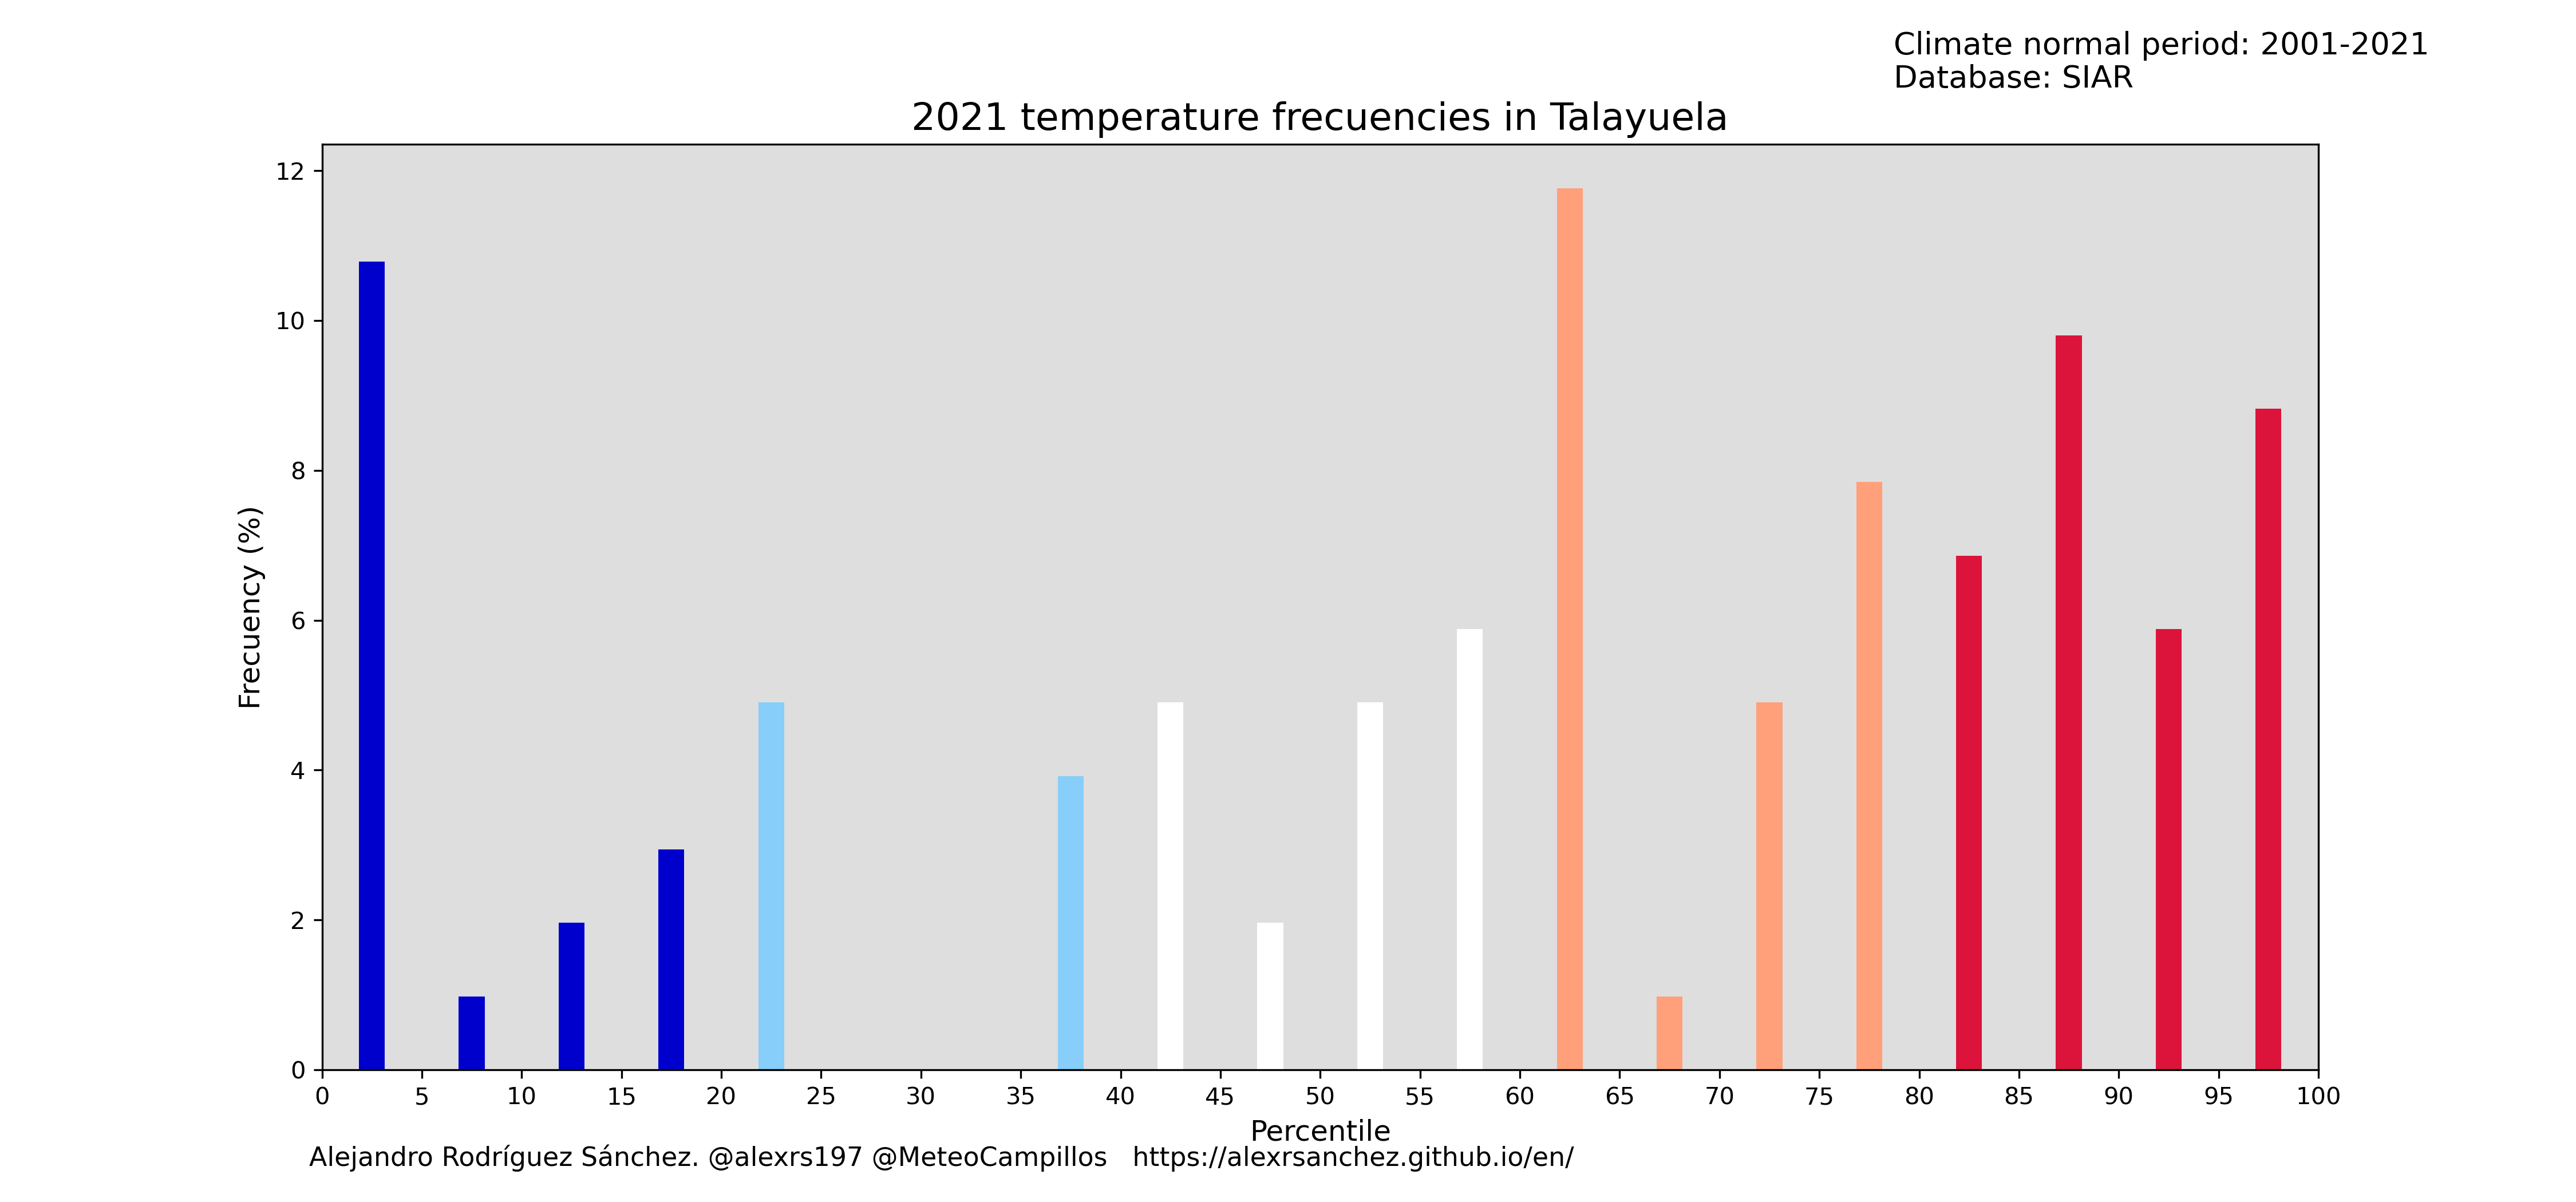 Climate normal period: 2001-2021
Database: SIAR
2021 temperature frecuencies in Talayuela
12
10
8
6
4
2
0
Frecuency (%)
0 5 10 15 20 25 30 35 40 45 50 55 60 65 70 75 80 85 90 95 100
Percentile
Alejandro Rodríguez Sánchez. @alexrs197 @MeteoCampillos https://alexrsanchez.github.io/en/